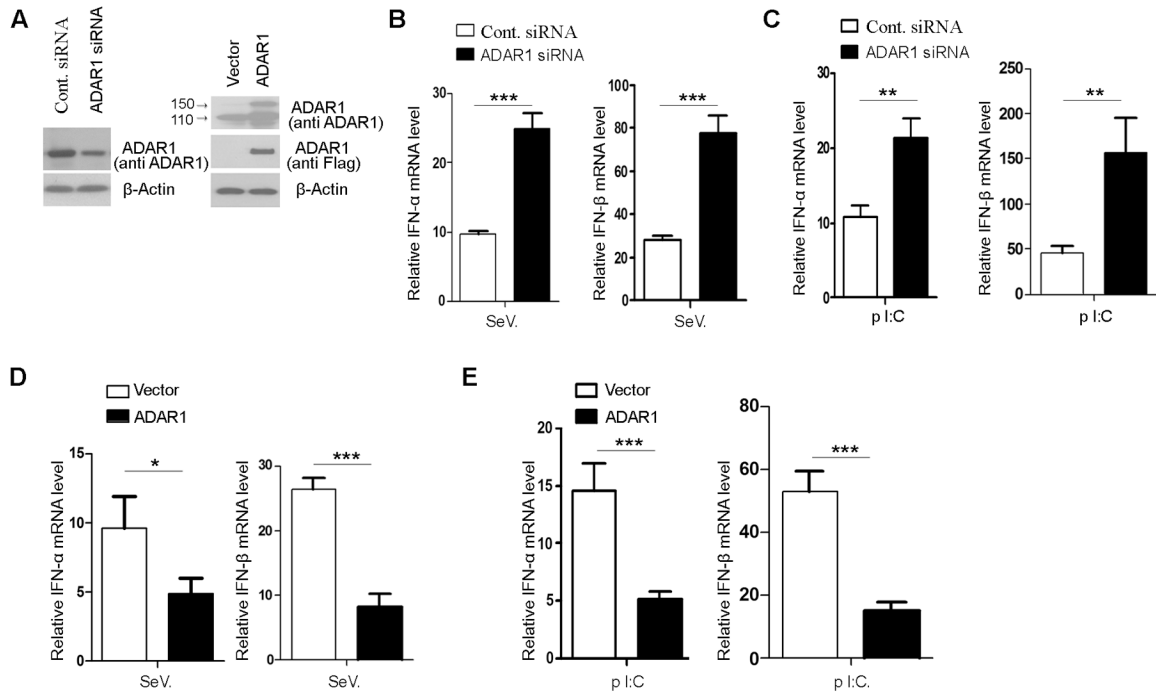 A
Cont. siRNA
ADAR1 siRNA
ADAR1
(anti ADAR1)
β-Actin
Vector
ADAR1
150→
110→
ADAR1
(anti ADAR1)
ADAR1
(anti Flag)
β-Actin
B
Cont. siRNA
ADAR1 siRNA
Relative IFN-α mRNA level
30
20
10
0
***
SeV.
Relative IFN-β mRNA level
100
80
60
40
20
0
***
SeV.
C
Cont. siRNA
ADAR1 siRNA
Relative IFN-α mRNA level
30
20
10
0
**
p I:C
Relative IFN-β mRNA level
250
200
150
100
50
0
**
p I:C
D
Vector
ADAR1
Relative IFN-α mRNA level
15
10
5
0
*
SeV.
Relative IFN-β mRNA level
30
20
10
0
***
SeV.
E
Vector
ADAR1
Relative IFN-α mRNA level
20
15
10
5
0
***
p I:C
Relative IFN-β mRNA level
80
60
40
20
0
***
p I:C.